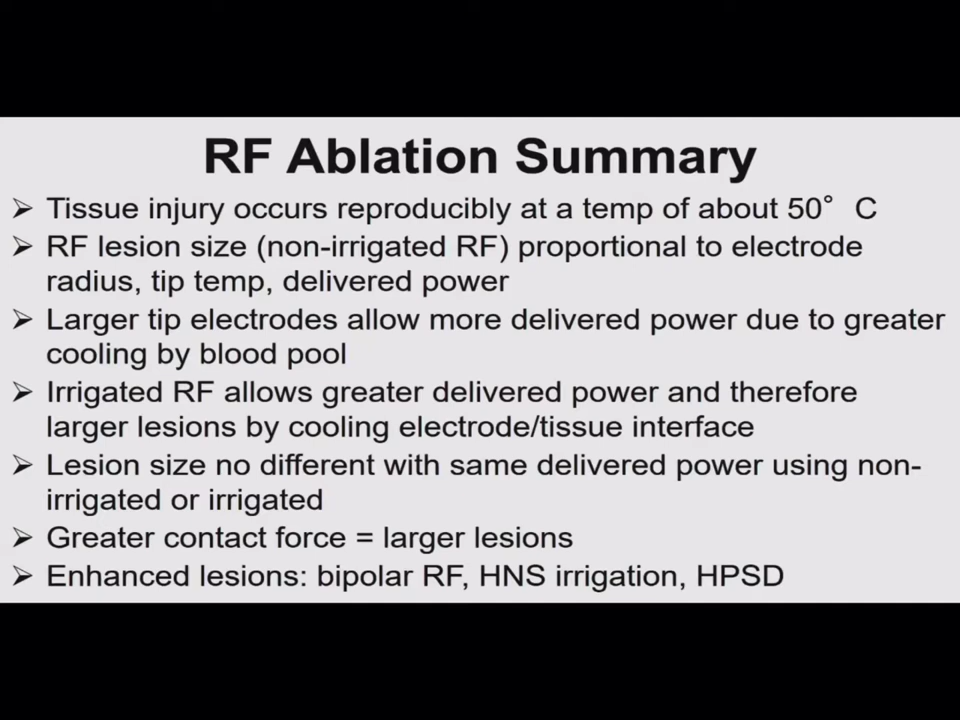 RF Ablation Summary
➢ Tissue injury occurs reproducibly at a temp of about 50° C
➢ RF lesion size (non-irrigated RF) proportional to electrode
radius, tip temp, delivered power
➢ Larger tip electrodes allow more delivered power due to greater
cooling by blood pool
➢ Irrigated RF allows greater delivered power and therefore
larger lesions by cooling electrode/tissue interface
➢ Lesion size no different with same delivered power using non-
irrigated or irrigated
➢ Greater contact force = larger lesions
➢ Enhanced lesions: bipolar RF, HNS irrigation, HPSD